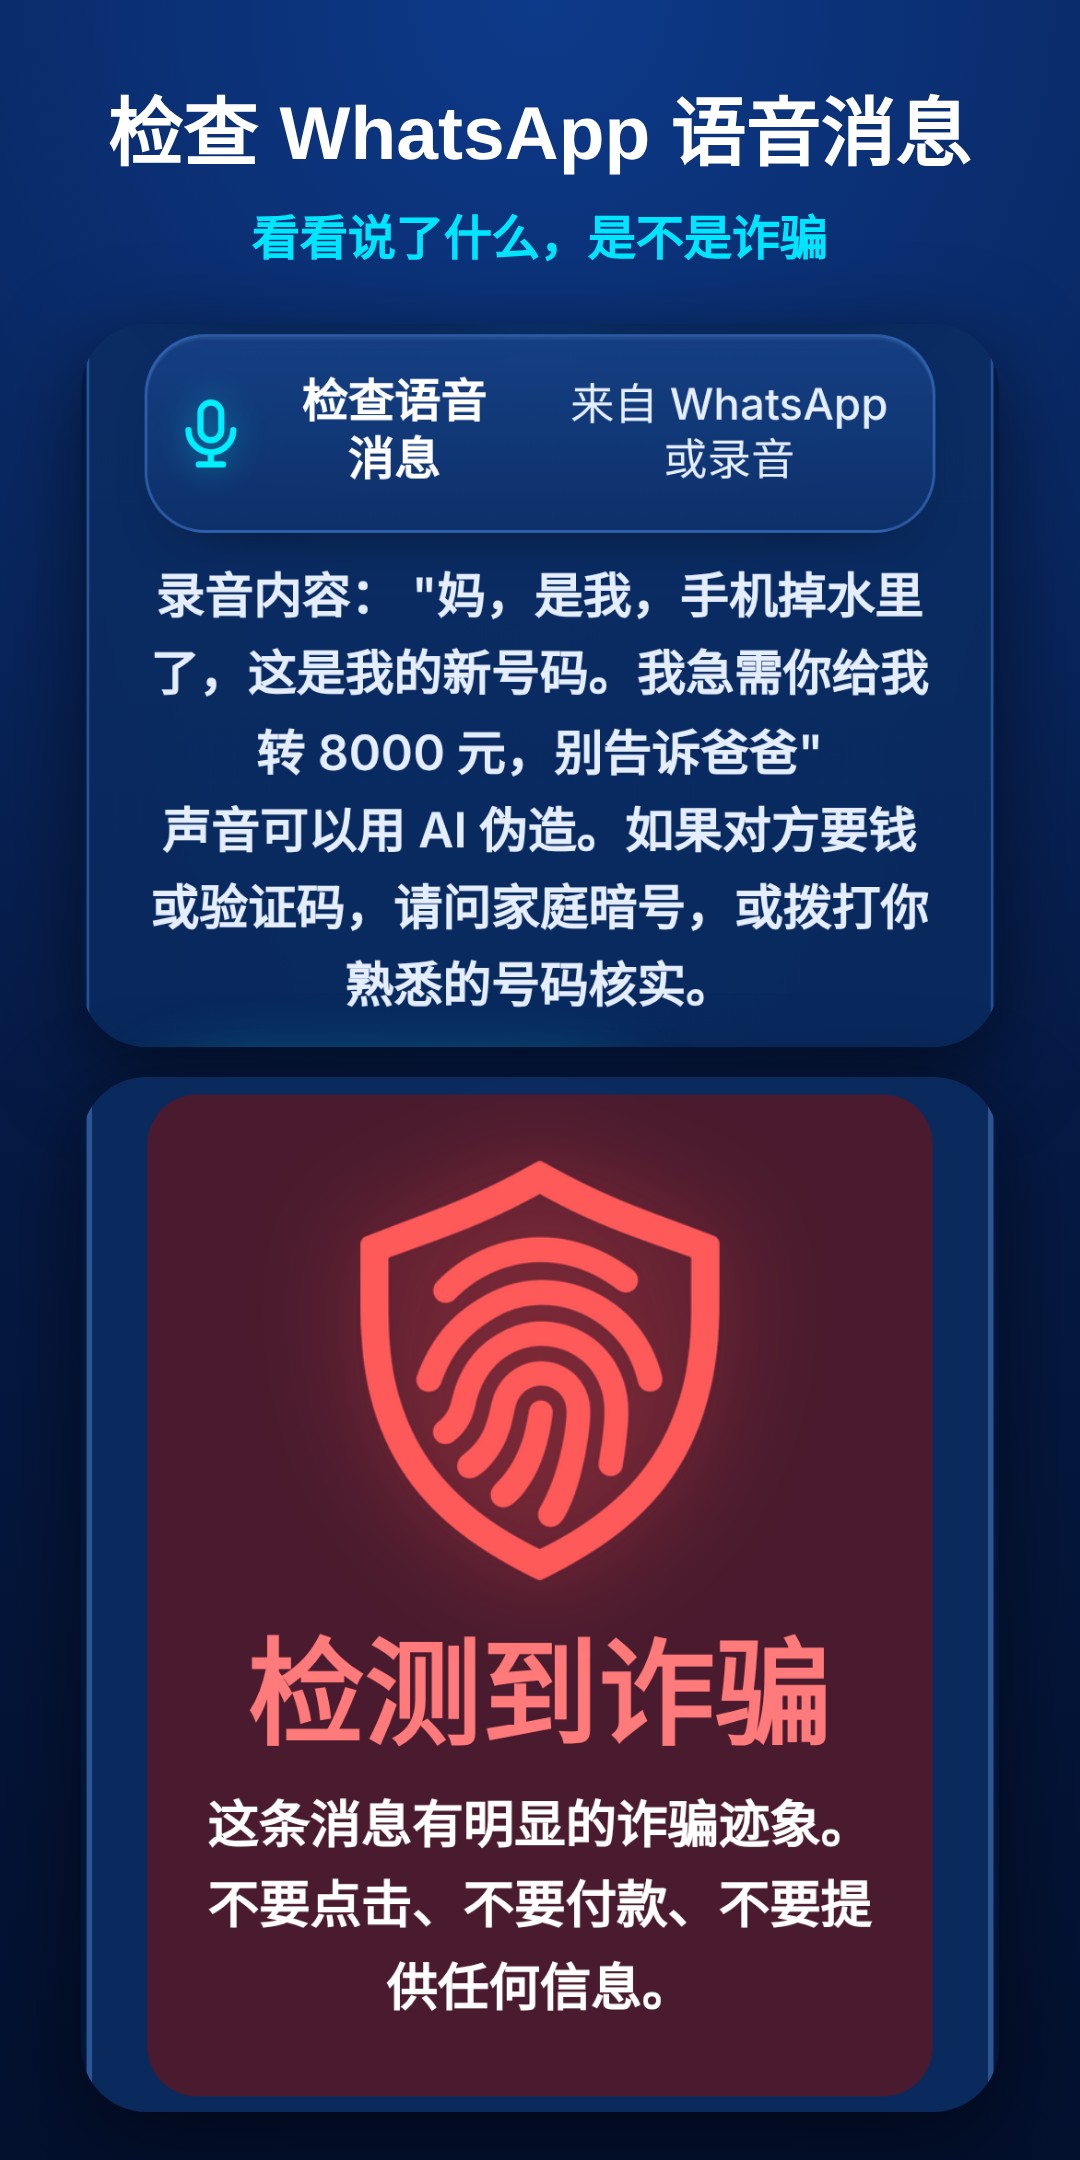 检查 WhatsApp 语音消息
看看说了什么，是不是诈骗
检查语音
消息
来自 WhatsApp
或录音
录音内容： "妈，是我，手机掉水里
了，这是我的新号码。我急需你给我
转 8000 元，别告诉爸爸"
声音可以用 AI 伪造。如果对方要钱
或验证码，请问家庭暗号，或拨打你
熟悉的号码核实。
检测到诈骗
这条消息有明显的诈骗迹象。
不要点击、不要付款、不要提
供任何信息。